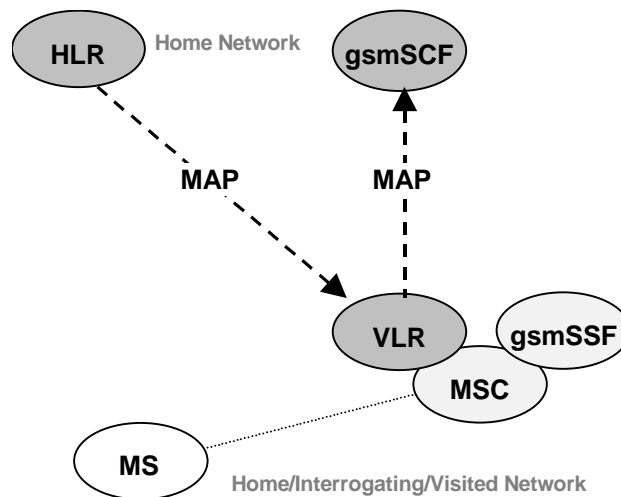 HLR
Home Network
gsmSCF
MAP
MAP
VLR
gsmSSF
MSC
MS
Home/Interrogating/Visited Network